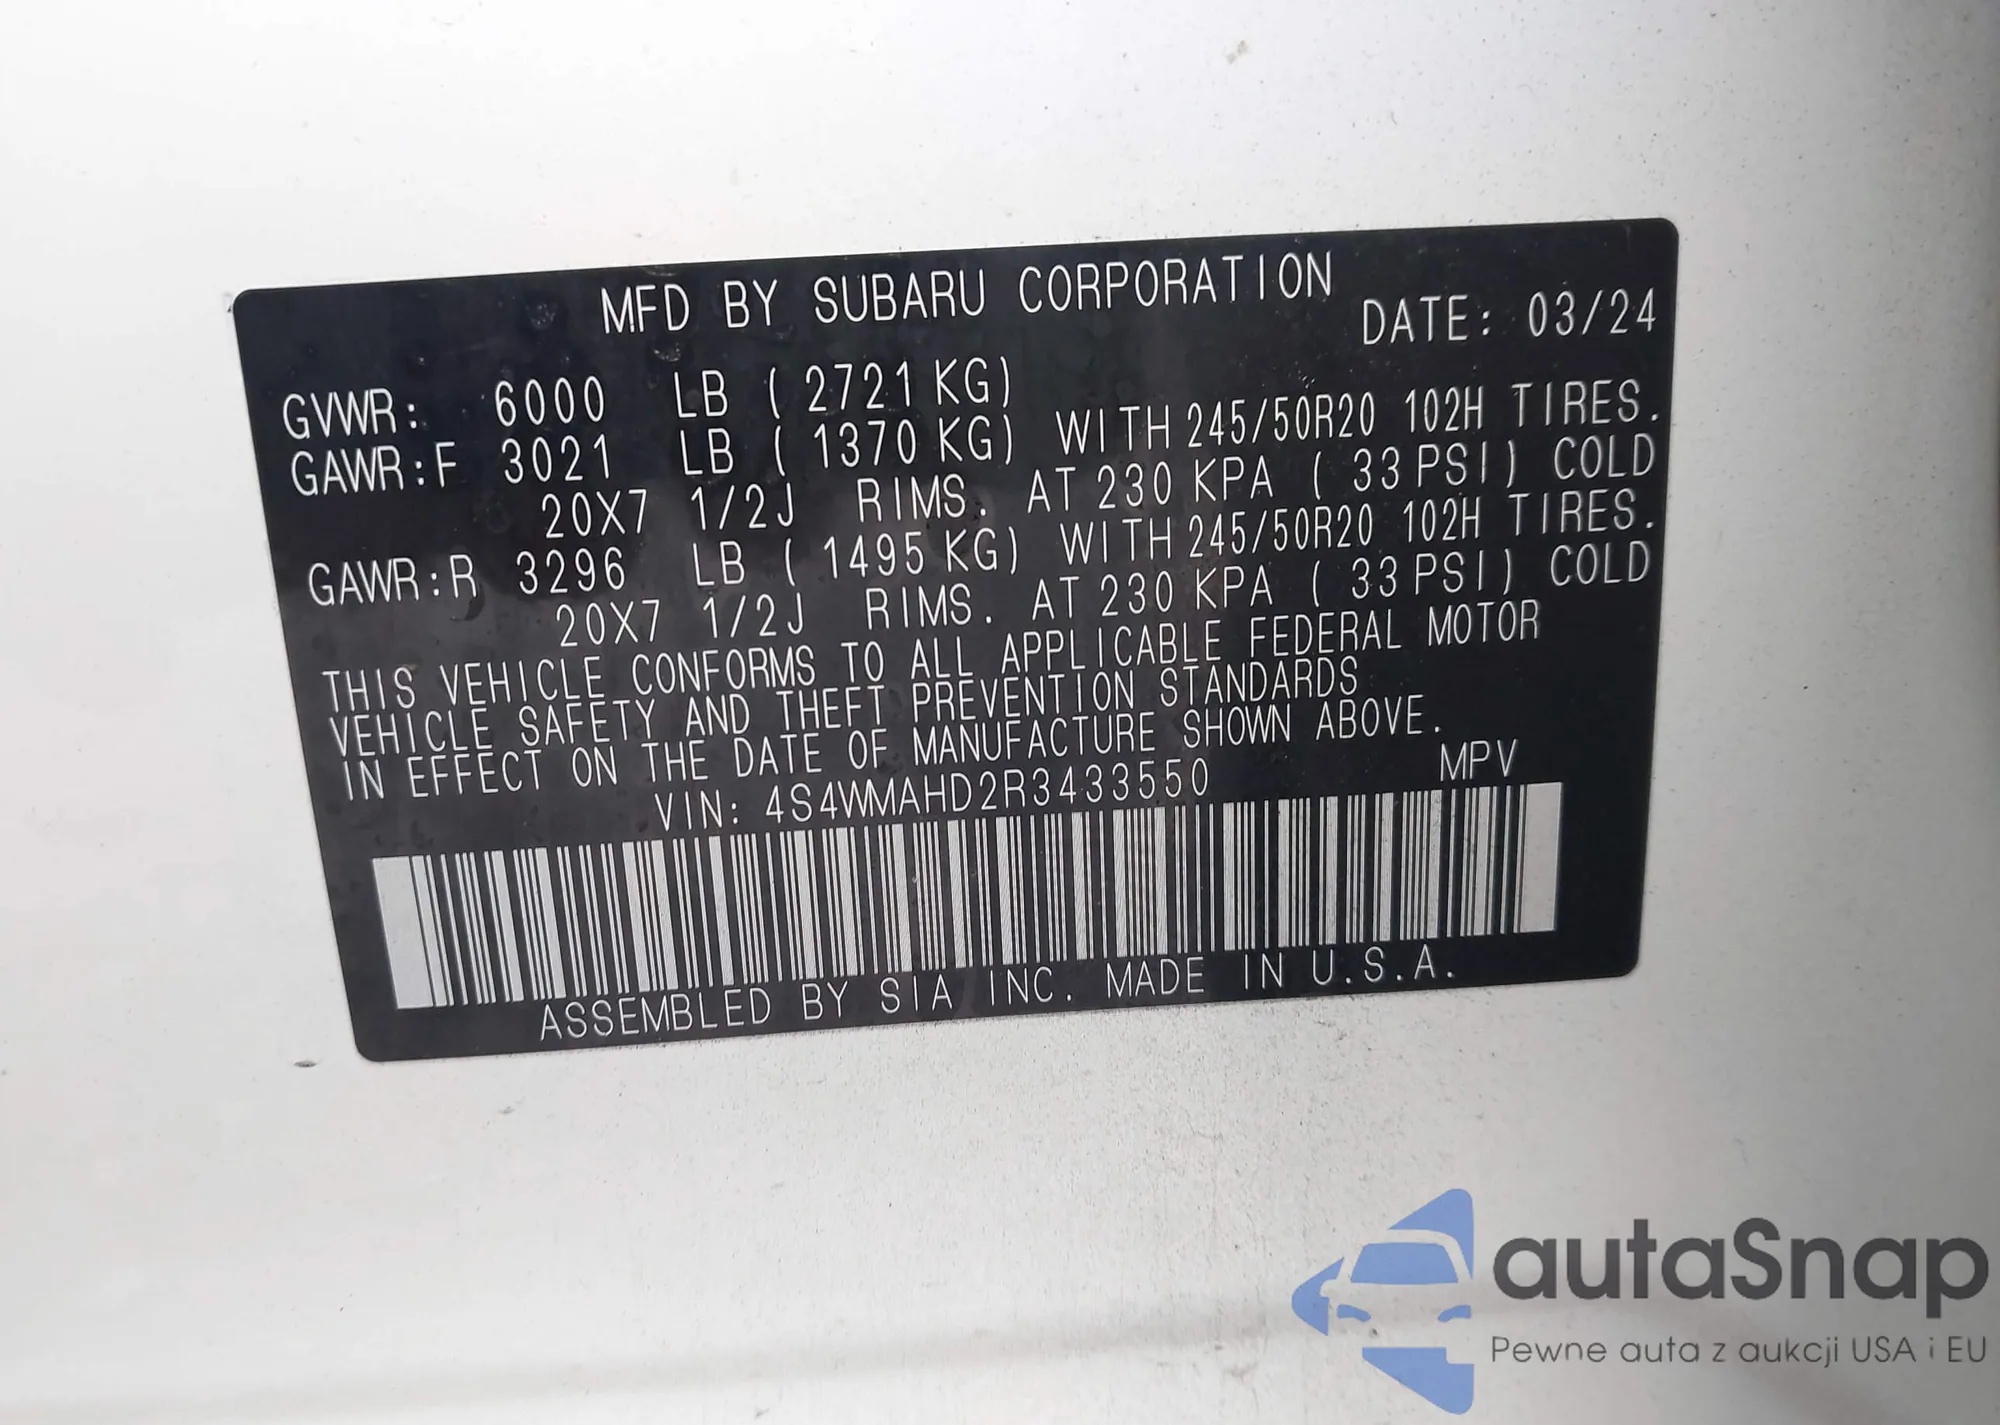 MFD BY SUBARU CORPORATION
DATE: 03/24
GVWR: 6000 LB ( 2721 KG)
GAWR:F 3021 LB ( 1370 KG) WITH 245/50R20 102H TIRES.
20X7 1/2J RIMS. AT 230 KPA ( 33 PSI) COLD
GAWR:R 3296 LB ( 1495 KG) WITH 245/50R20 102H TIRES.
20X7 1/2J RIMS. AT 230 KPA ( 33 PSI) COLD
THIS VEHICLE CONFORMS TO ALL APPLICABLE FEDERAL MOTOR
VEHICLE SAFETY AND THEFT PREVENTION STANDARDS
IN EFFECT ON THE DATE OF MANUFACTURE SHOWN ABOVE.
VIN: 4S4WMAHD2R3433550 MPV
ASSEMBLED BY SIA INC. MADE IN U.S.A.
autaSnap
Pewne auta z aukcji USA i EU